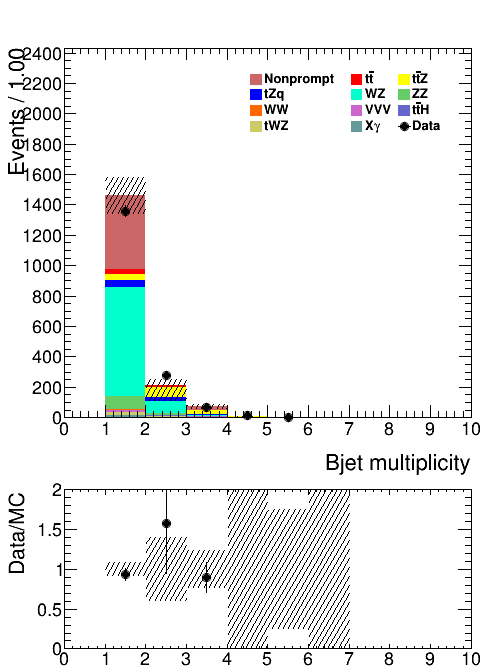 Events / 1.00
2400
2200
2000
1800
1600
1400
1200
1000
800
600
400
200
0
Nonprompt tt̄ tt̄Z
tZq WZ ZZ
WW VVV tt̄H
tWZ Xγ Data
0 1 2 3 4 5 6 7 8 9 10
Bjet multiplicity
Data/MC
2
1.5
1
0.5
0
0 1 2 3 4 5 6 7 8 9 10